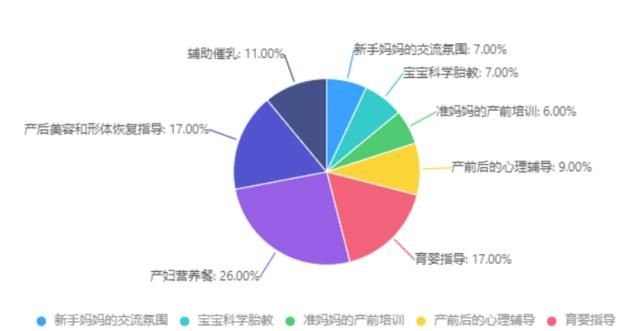 新手妈妈的交流氛围: 7.00%
辅助催乳: 11.00%
宝宝科学胎教: 7.00%
准妈妈的产前培训: 6.00%
产后美容和形体恢复指导: 17.00%
产前后的心理辅导: 9.00%
育婴指导: 17.00%
产妇营养餐: 26.00%
新手妈妈的交流氛围 宝宝科学胎教 准妈妈的产前培训 产前后的心理辅导 育婴指导